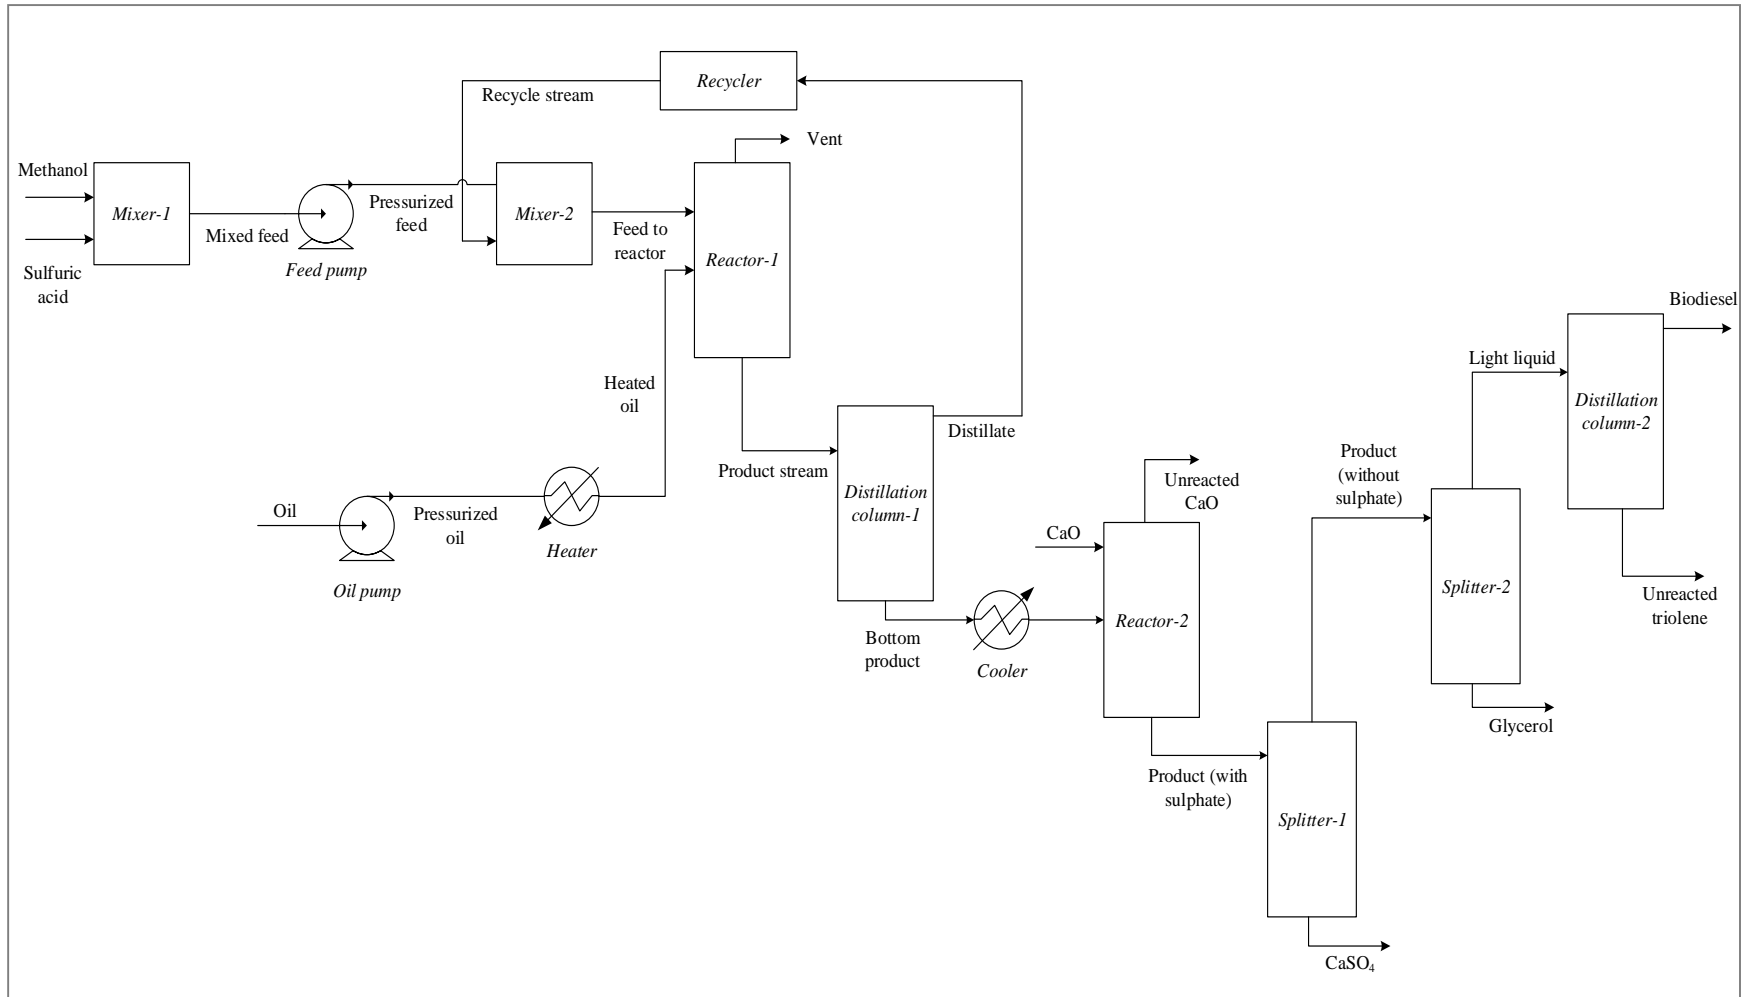 Recycler
Recycle stream
Vent
Methanol
Mixer-1
Mixed feed
Sulfuric
acid
Feed pump
Pressurized
feed
Mixer-2
Feed to
reactor
Reactor-1
Heated
oil
Oil
Oil pump
Pressurized
oil
Heater
Product stream
Distillation
column-1
Distillate
Bottom
product
Cooler
CaO
Unreacted
CaO
Reactor-2
Product (with
sulphate)
Splitter-1
CaSO₄
Product
(without
sulphate)
Splitter-2
Glycerol
Light liquid
Distillation
column-2
Biodiesel
Unreacted
triolene